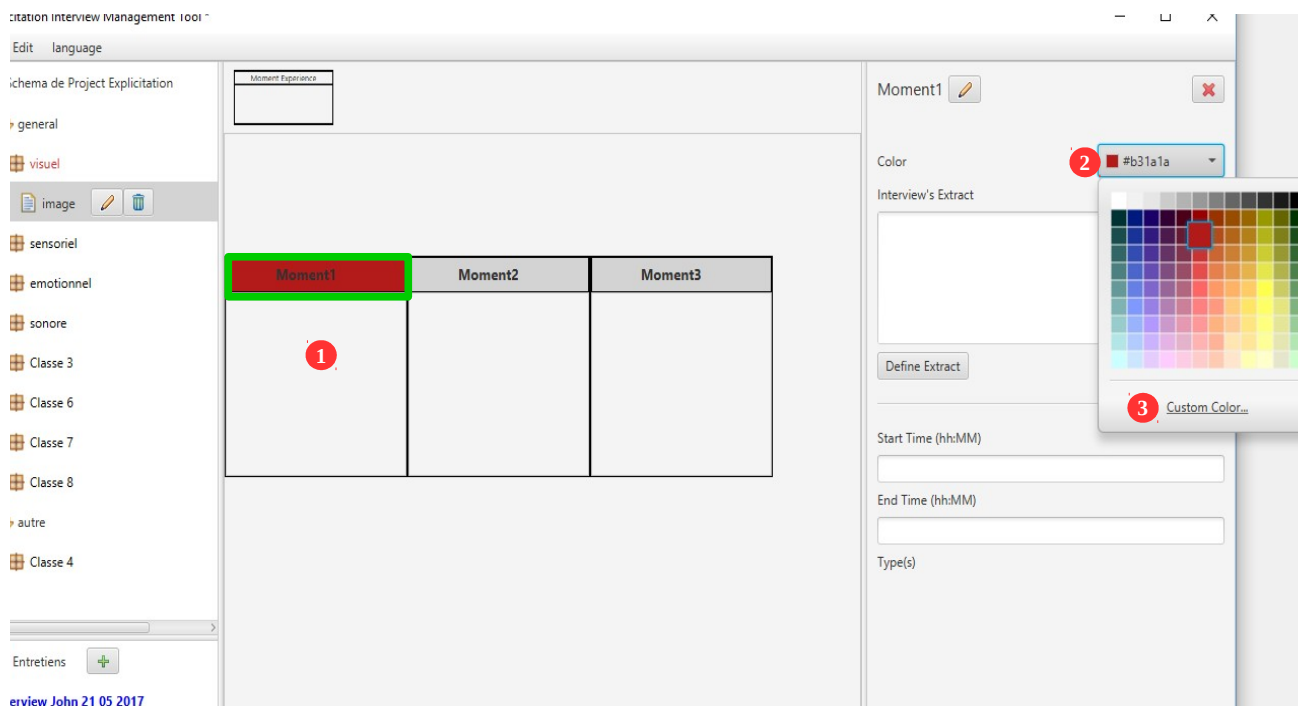 citation Interview Management Tool *
Edit language
Schema de Project Explicitation
general
visuel
image
sensoriel
emotionnel
sonore
Classe 3
Classe 6
Classe 7
Classe 8
autre
Classe 4
Entretiens
erview John 21 05 2017
Moment Experience
Moment1 Moment2 Moment3
1
Moment1
Color
2
#b31a1a
Interview's Extract
Define Extract
3
Custom Color...
Start Time (hh:MM)
End Time (hh:MM)
Type(s)